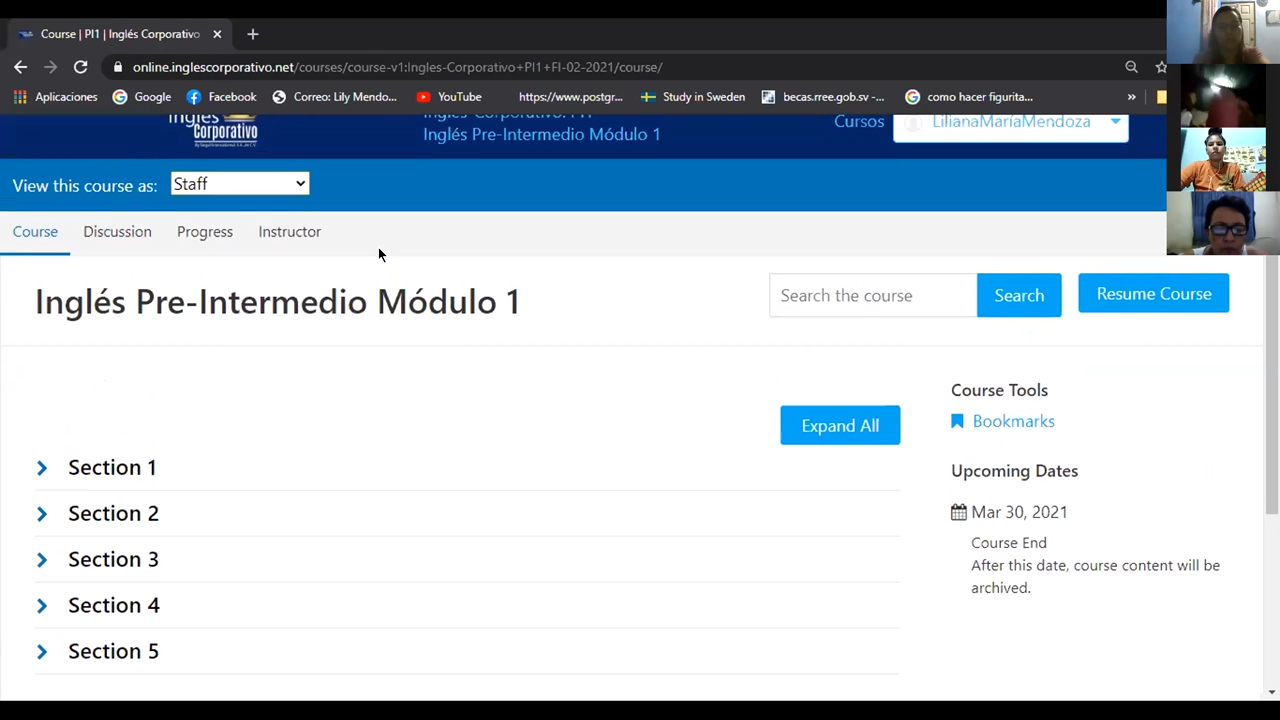 Course | PI1 | Inglés Corporativo
online.inglescorporativo.net/courses/course-v1:Ingles-Corporativo+PI1+FI-02-2021/course/
Aplicaciones Google Facebook Correo: Lily Mendo... YouTube http://www.postgr... Study in Sweden becas.rree.gob.sv -... como hacer figurita... »
Inglés
Corporativo
Inglés Pre-Intermedio Módulo 1
Cursos LilianaMaríaMendoza
View this course as: Staff
Course Discussion Progress Instructor
Inglés Pre-Intermedio Módulo 1
Search the course Search Resume Course
Course Tools
Bookmarks
Expand All
Section 1
Section 2
Section 3
Section 4
Section 5
Upcoming Dates
Mar 30, 2021
Course End
After this date, course content will be
archived.